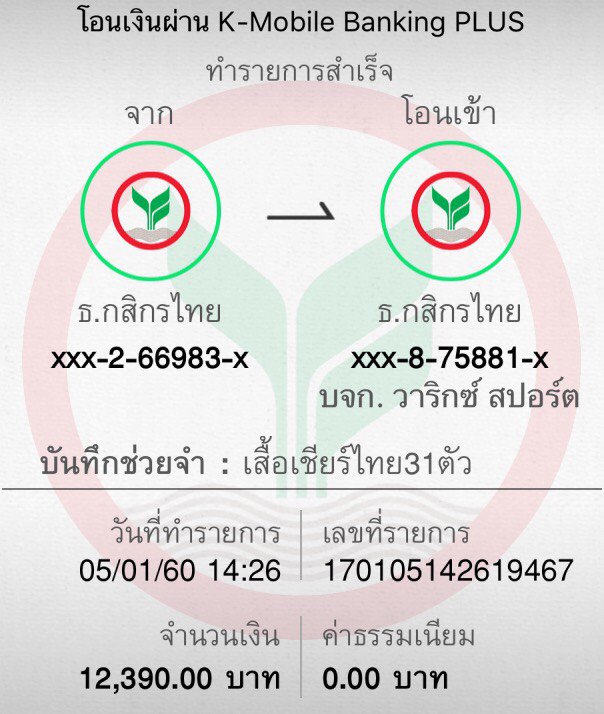 โอนเงินผ่าน K-Mobile Banking PLUS
ทำรายการสำเร็จ
จาก
โอนเข้า
ธ.กสิกรไทย
ธ.กสิกรไทย
xxx-2-66983-x
xxx-8-75881-x
บจก. วาริกซ์ สปอร์ต
บันทึกช่วยจำ : เสื้อเชียร์ไทย31ตัว
วันที่ทำรายการ
เลขที่รายการ
05/01/60 14:26
170105142619467
จำนวนเงิน
ค่าธรรมเนียม
12,390.00 บาท
0.00 บาท